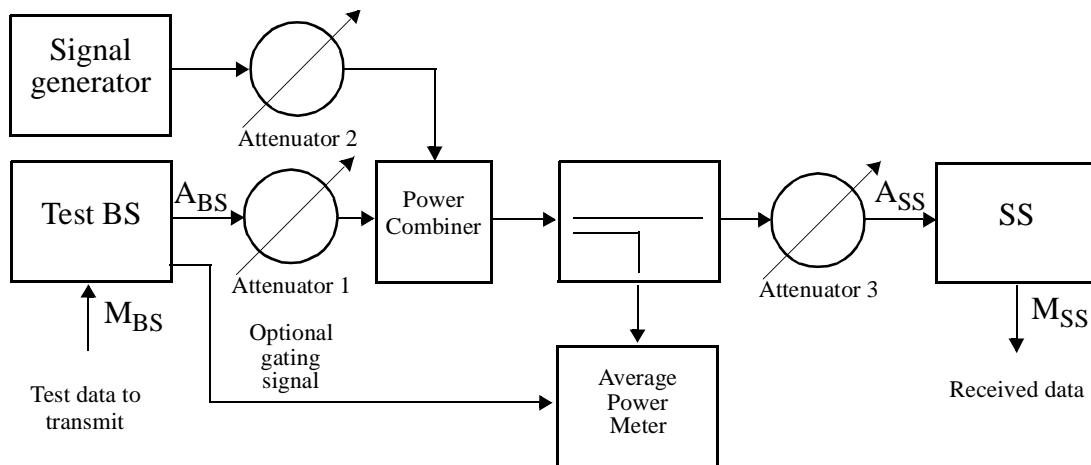 Signal
generator
Attenuator 2
Test BS
ABS
Attenuator 1
Power
Combiner
ASS
Attenuator 3
SS
MBS
MSS
Optional
gating
signal
Test data to
transmit
Average
Power
Meter
Received data